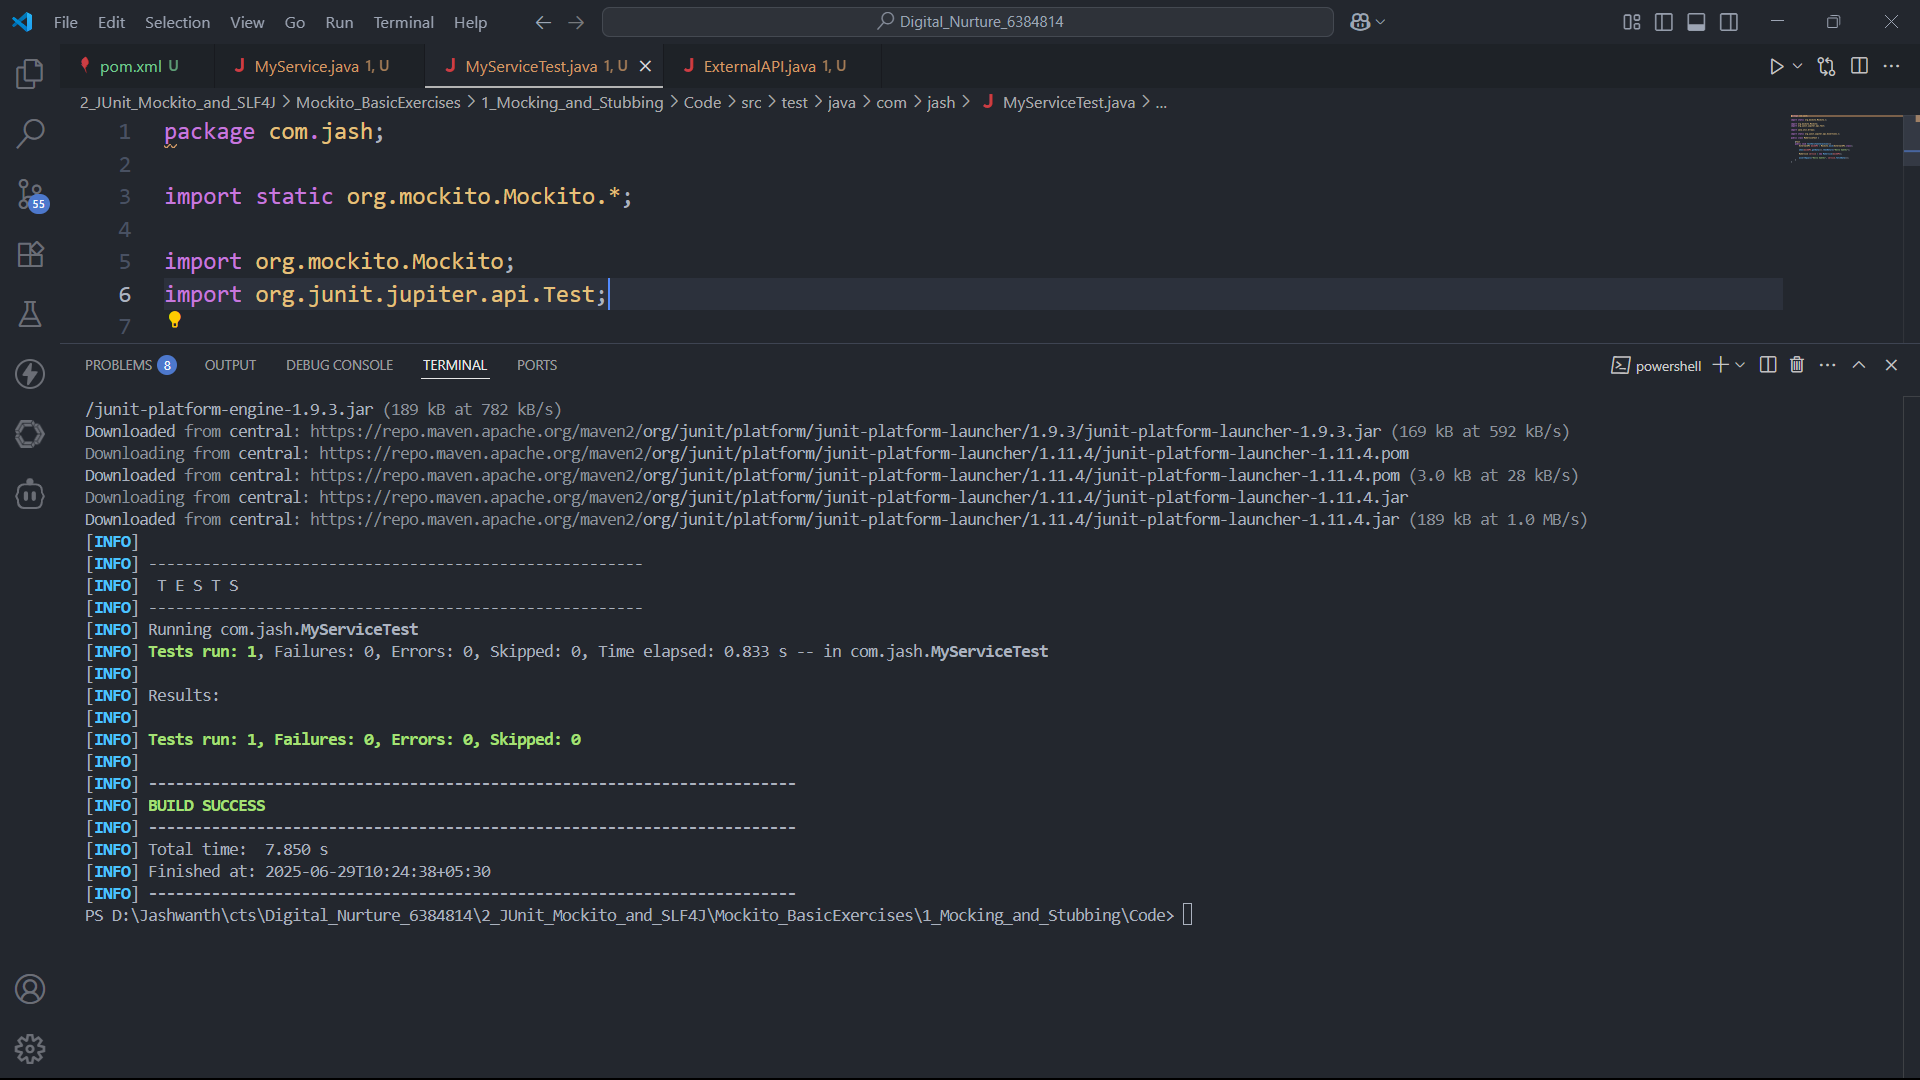 File Edit Selection View Go Run Terminal Help Digital_Nurture_6384814
pom.xml U MyService.java 1, U MyServiceTest.java 1, U ExternalAPI.java 1, U
2_JUnit_Mockito_and_SLF4J > Mockito_BasicExercises > 1_Mocking_and_Stubbing > Code > src > test > java > com > jash > MyServiceTest.java > ...
1 package com.jash;
2
3 import static org.mockito.Mockito.*;
4
5 import org.mockito.Mockito;
6 import org.junit.jupiter.api.Test;
7
55
PROBLEMS 8 OUTPUT DEBUG CONSOLE TERMINAL PORTS powershell
/junit-platform-engine-1.9.3.jar (189 kB at 782 kB/s)
Downloaded from central: https://repo.maven.apache.org/maven2/org/junit/platform/junit-platform-launcher/1.9.3/junit-platform-launcher-1.9.3.jar (169 kB at 592 kB/s)
Downloading from central: https://repo.maven.apache.org/maven2/org/junit/platform/junit-platform-launcher/1.11.4/junit-platform-launcher-1.11.4.pom
Downloaded from central: https://repo.maven.apache.org/maven2/org/junit/platform/junit-platform-launcher/1.11.4/junit-platform-launcher-1.11.4.pom (3.0 kB at 28 kB/s)
Downloading from central: https://repo.maven.apache.org/maven2/org/junit/platform/junit-platform-launcher/1.11.4/junit-platform-launcher-1.11.4.jar
Downloaded from central: https://repo.maven.apache.org/maven2/org/junit/platform/junit-platform-launcher/1.11.4/junit-platform-launcher-1.11.4.jar (189 kB at 1.0 MB/s)
[INFO]
[INFO] -------------------------------------------------------
[INFO]  T E S T S
[INFO] -------------------------------------------------------
[INFO] Running com.jash.MyServiceTest
[INFO] Tests run: 1, Failures: 0, Errors: 0, Skipped: 0, Time elapsed: 0.833 s -- in com.jash.MyServiceTest
[INFO]
[INFO] Results:
[INFO]
[INFO] Tests run: 1, Failures: 0, Errors: 0, Skipped: 0
[INFO]
[INFO] ------------------------------------------------------------------------
[INFO] BUILD SUCCESS
[INFO] ------------------------------------------------------------------------
[INFO] Total time:  7.850 s
[INFO] Finished at: 2025-06-29T10:24:38+05:30
[INFO] ------------------------------------------------------------------------
PS D:\Jashwanth\cts\Digital_Nurture_6384814\2_JUnit_Mockito_and_SLF4J\Mockito_BasicExercises\1_Mocking_and_Stubbing\Code>